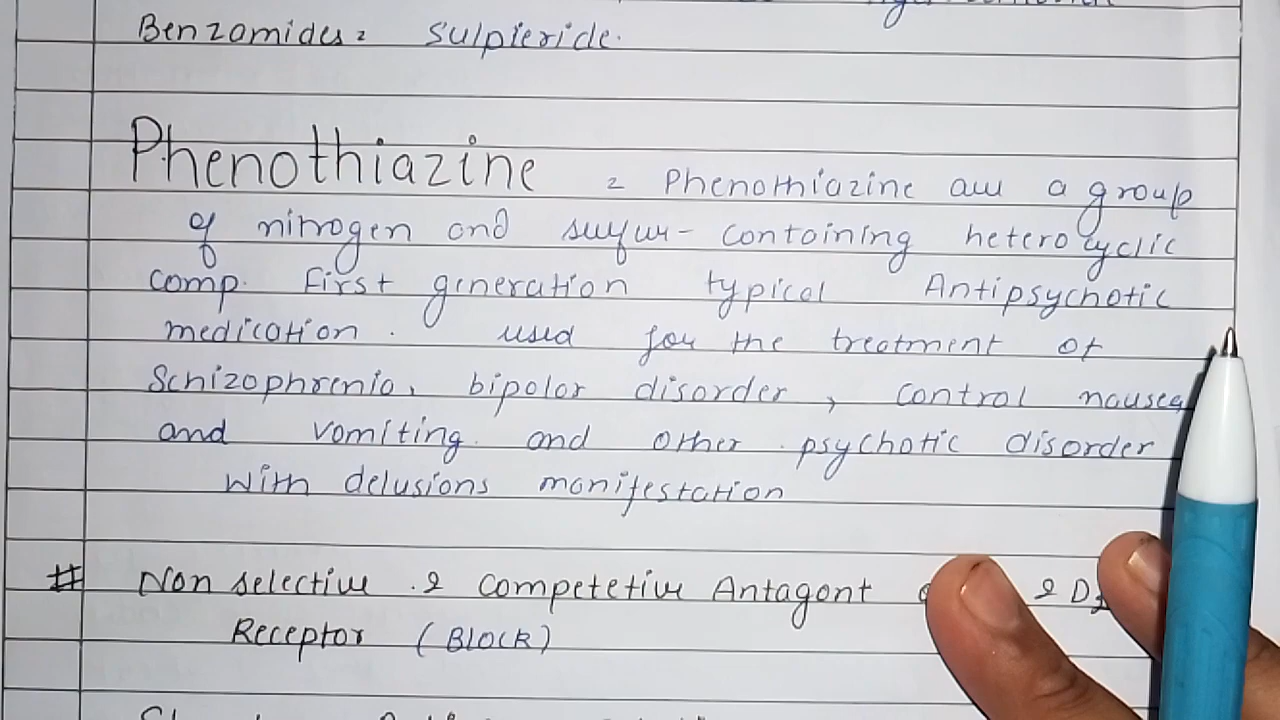 Benzamides = Sulpieride.
Phenothiazine = Phenothiazine are a group
of nitrogen and sulfur - containing heterocyclic
comp. First generation typical Antipsychotic
medication. used for the treatment of
Schizophrenia, bipolar disorder, control nausea
and vomiting and other psychotic disorder
with delusions manifestation
# Non selective & Competetive Antagont & D2
Receptor (BLOCK)